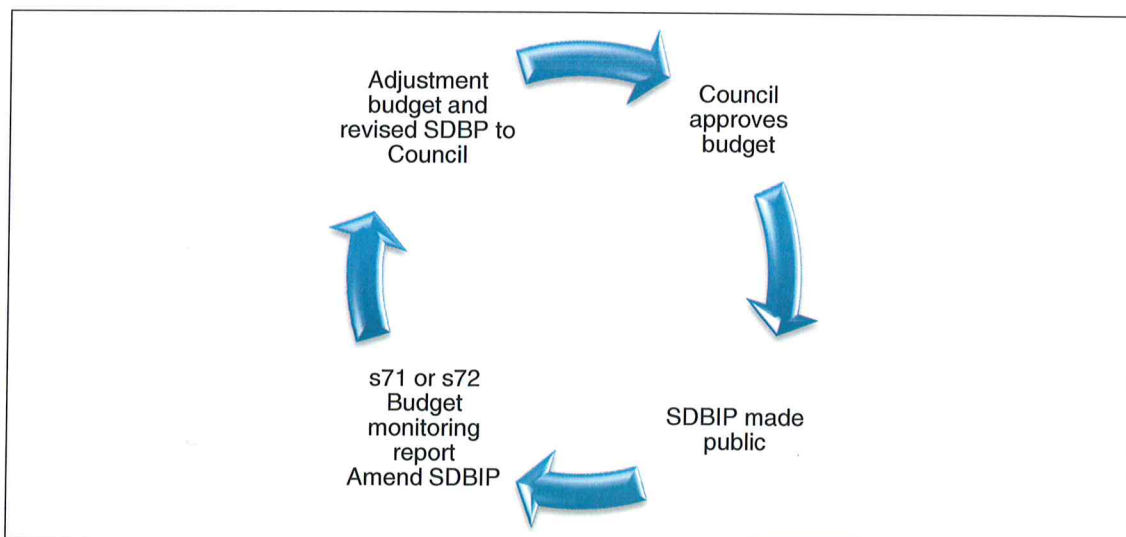 Adjustment
budget and
revised SDBP to
Council
Council
approves
budget
SDBIP made
public
s71 or s72
Budget
monitoring
report
Amend SDBIP